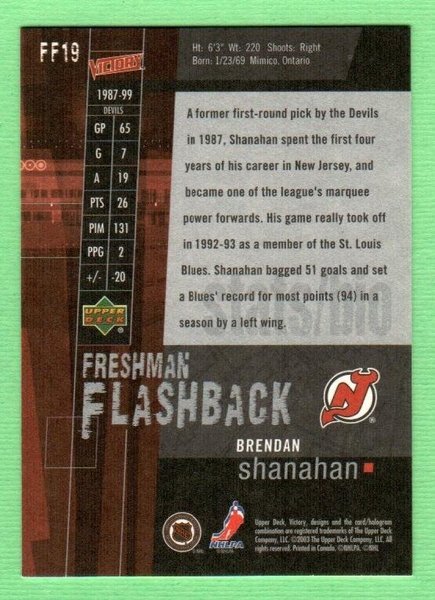 FF19
VICTORY
Ht: 6'3" Wt: 220 Shoots: Right
Born: 1/23/69 Mimico, Ontario
1987-99
DEVILS
GP 65
G 7
A 19
PTS 26
PIM 131
PPG 2
+/- -20
UPPER DECK
A former first-round pick by the Devils
in 1987, Shanahan spent the first four
years of his career in New Jersey, and
became one of the league's marquee
power forwards. His game really took off
in 1992-93 as a member of the St. Louis
Blues. Shanahan bagged 51 goals and set
a Blues' record for most points (94) in a
season by a left wing.
stats/bio
FRESHMAN
FLASHBACK
BRENDAN
shanahan
NHLPA
Upper Deck, Victory, designs and the card/hologram
combination are registered trademarks of The Upper Deck
Company, LLC. ©2003 The Upper Deck Company, LLC.
All Rights Reserved. Printed in Canada. ©NHLPA. ©NHL